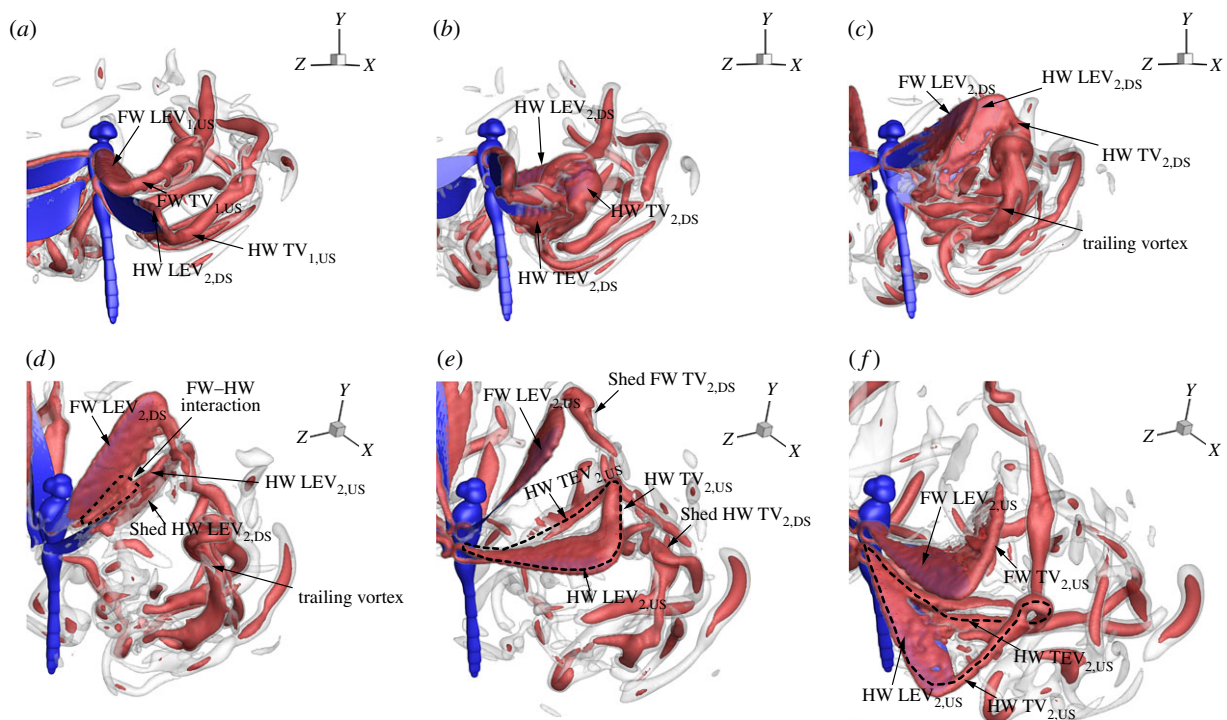 (a)
Y
Z
X
FW LEV1,US
FW TV1,US
HW TV1,US
HW LEV2,DS
(b)
Y
Z
X
HW LEV2,DS
HW TV2,DS
HW TEV2,DS
(c)
Y
Z
X
FW LEV2,DS
HW LEV2,DS
HW TV2,DS
trailing vortex
(d)
Y
Z
X
FW–HW
interaction
FW LEV2,DS
HW LEV2,US
Shed HW LEV2,DS
trailing vortex
(e)
Y
Z
X
Shed FW TV2,DS
FW LEV2,US
HW TEV2,US
HW TV2,US
Shed HW TV2,DS
HW LEV2,US
(f)
Y
Z
X
FW LEV2,US
FW TV2,US
HW TEV2,US
HW LEV2,US
HW TV2,US